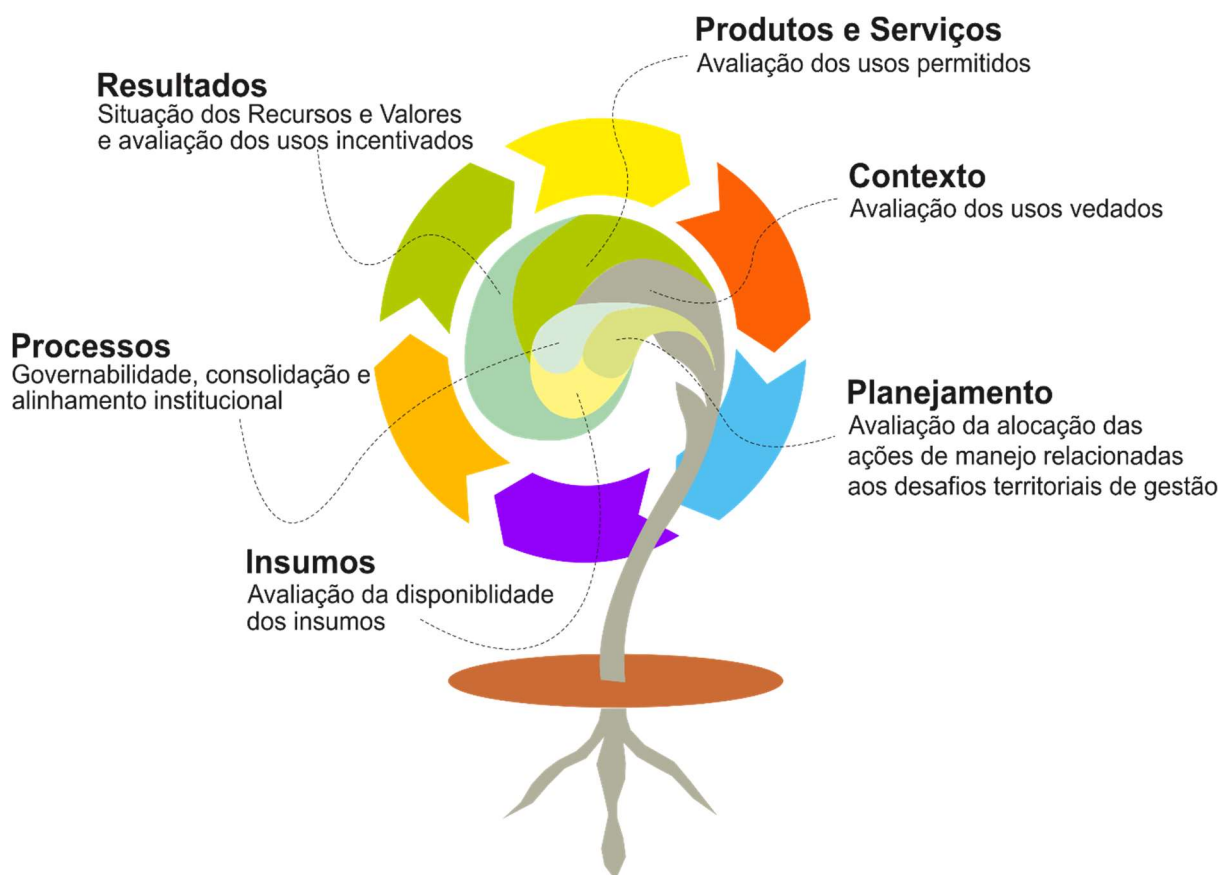 Produtos e Serviços
Avaliação dos usos permitidos
Resultados
Situação dos Recursos e Valores
e avaliação dos usos incentivados
Contexto
Avaliação dos usos vedados
Processos
Governabilidade, consolidação e
alinhamento institucional
Planejamento
Avaliação da alocação das
ações de manejo relacionadas
aos desafios territoriais de gestão
Insumos
Avaliação da disponiblidade
dos insumos